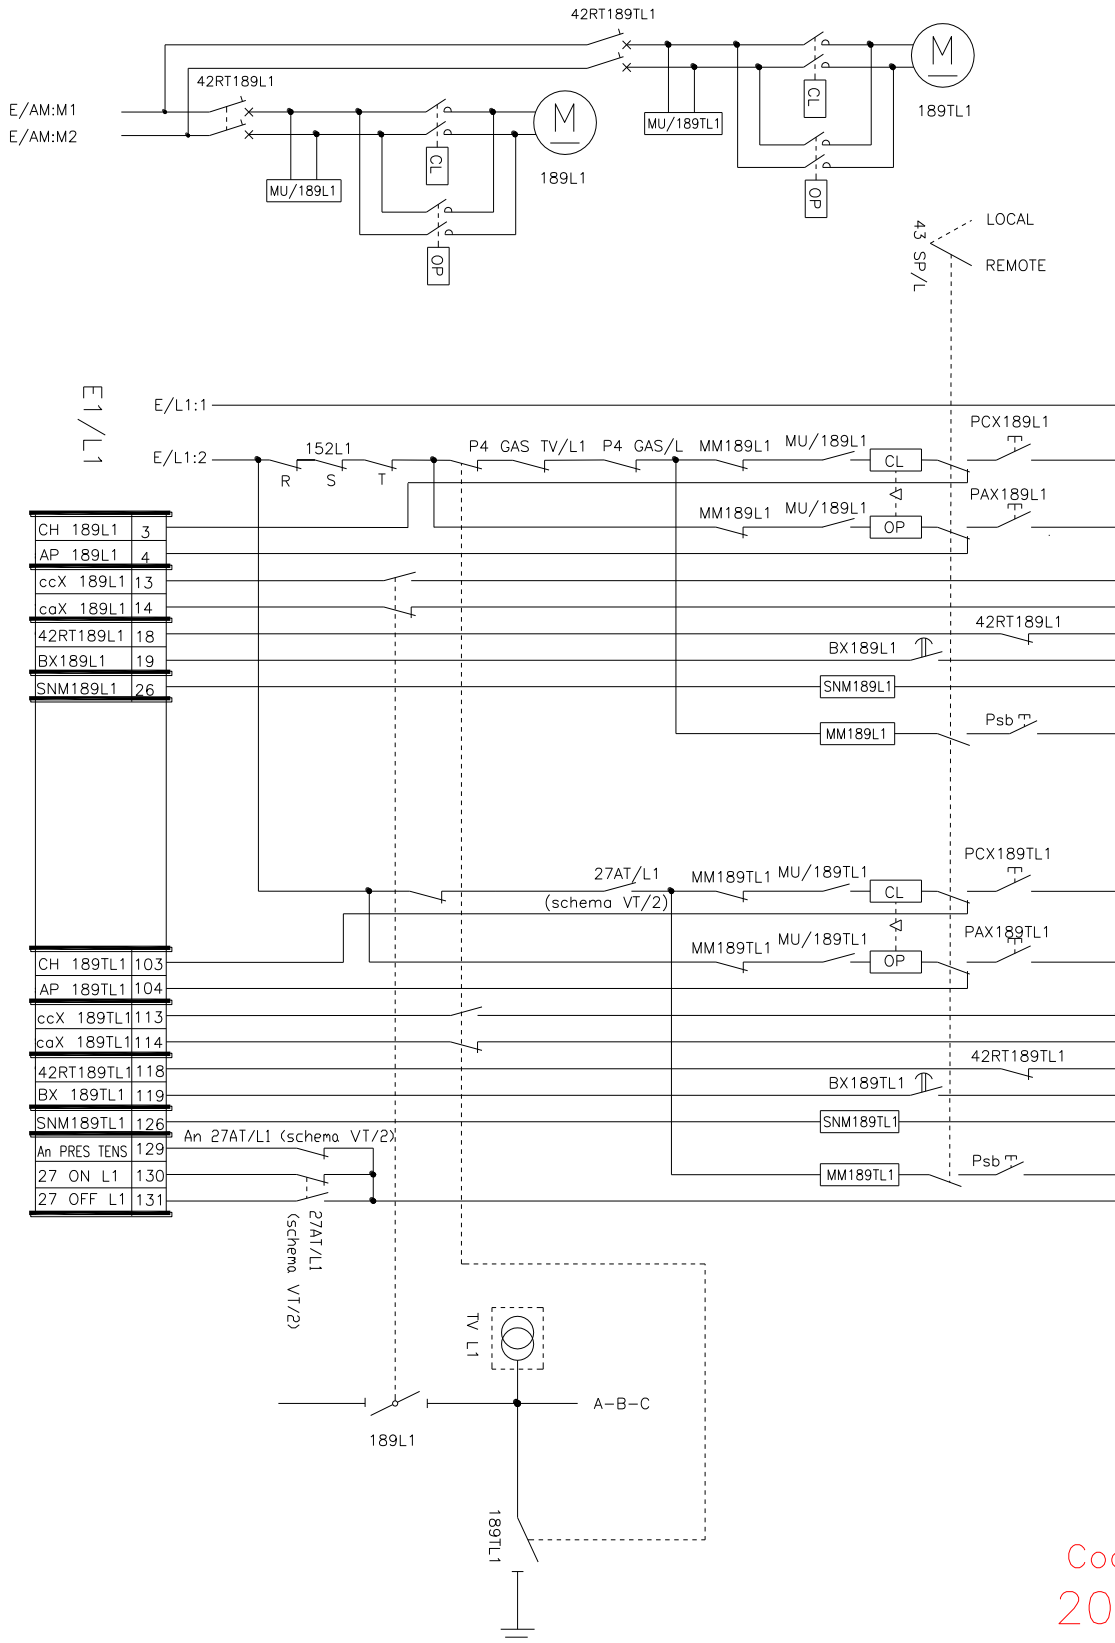 42RT189TL1
42RT189L1
E/AM:M1
E/AM:M2
M
M
CL
MU/189TL1
189TL1
CL
MU/189L1
189L1
OP
OP
LOCAL
43 SP/L
REMOTE
E1/L1
E/L1:1
PCX189L1
E/L1:2
152L1
P4 GAS TV/L1
P4 GAS/L
MM189L1
MU/189L1
CL
R
S
T
PAX189L1
MM189L1
MU/189L1
OP
CH 189L1 3
AP 189L1 4
ccX 189L1 13
caX 189L1 14
42RT189L1 18
42RT189L1
BX189L1 19
BX189L1
SNM189L1 26
SNM189L1
Psb
MM189L1
PCX189TL1
27AT/L1
(schema VT/2)
MM189TL1
MU/189TL1
CL
PAX189TL1
MM189TL1
MU/189TL1
OP
CH 189TL1 103
AP 189TL1 104
ccX 189TL1 113
caX 189TL1 114
42RT189TL1 118
42RT189TL1
BX 189TL1 119
BX189TL1
SNM189TL1 126
SNM189TL1
An 27AT/L1 (schema VT/2)
An PRES TENS 129
27 ON L1 130
MM189TL1
Psb
27 OFF L1 131
27AT/L1
(schema VT/2)
TV L1
A-B-C
189L1
189TL1
20